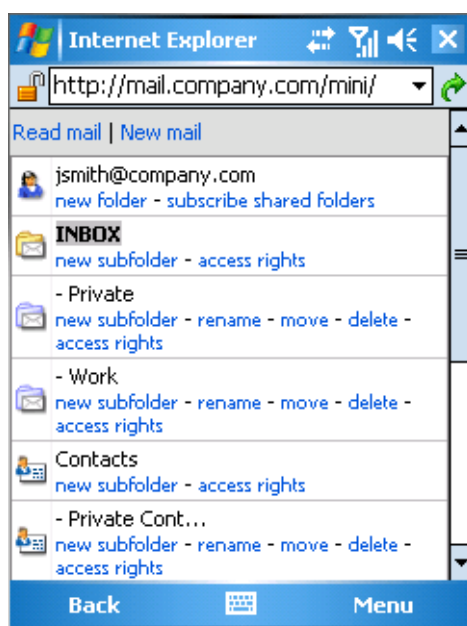 Internet Explorer
http://mail.company.com/mini/
Read mail | New mail
jsmith@company.com
new folder - subscribe shared folders
INBOX
new subfolder - access rights
- Private
new subfolder - rename - move - delete -
access rights
- Work
new subfolder - rename - move - delete -
access rights
Contacts
new subfolder - access rights
- Private Cont...
new subfolder - rename - move - delete -
access rights
Back Menu